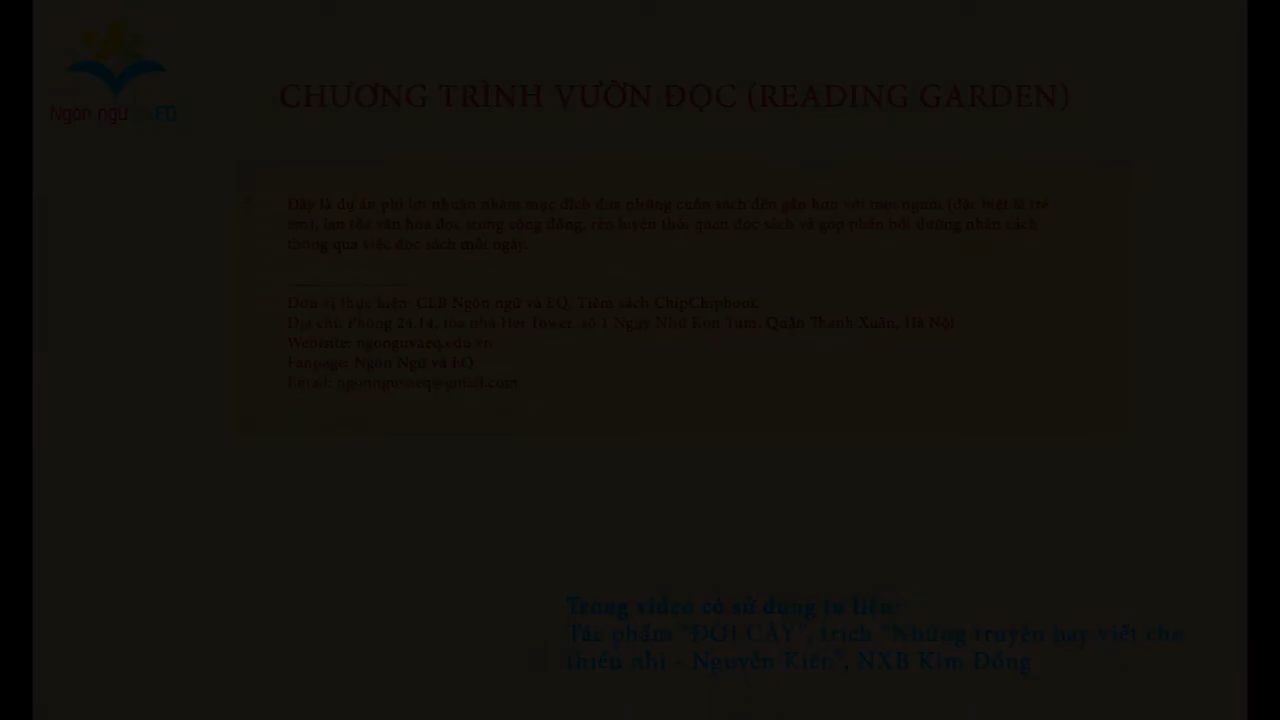 Ngôn ngữ và EQ
CHƯƠNG TRÌNH VƯỜN ĐỌC (READING GARDEN)
Đây là dự án phi lợi nhuận nhằm mục đích đưa những cuốn sách đến gần hơn với mọi người (đặc biệt là trẻ
em), lan tỏa văn hóa đọc trong cộng đồng, rèn luyện thói quen đọc sách và góp phần bồi dưỡng nhân cách
thông qua việc đọc sách mỗi ngày.
Đơn vị thực hiện: CLB Ngôn ngữ và EQ, Tiệm sách ChipChipbook
Địa chỉ: Phòng 24.14, tòa nhà Hei Tower, số 1 Ngụy Như Kon Tum, Quận Thanh Xuân, Hà Nội
Website: ngonnguvaeq.edu.vn
Fanpage: Ngôn Ngữ và EQ
Email: ngonnguvaeq@gmail.com
Trong video có sử dụng tư liệu:
Tác phẩm "ĐỜI CÂY", trích "Những truyện hay viết cho
thiếu nhi - Nguyễn Kiên", NXB Kim Đồng